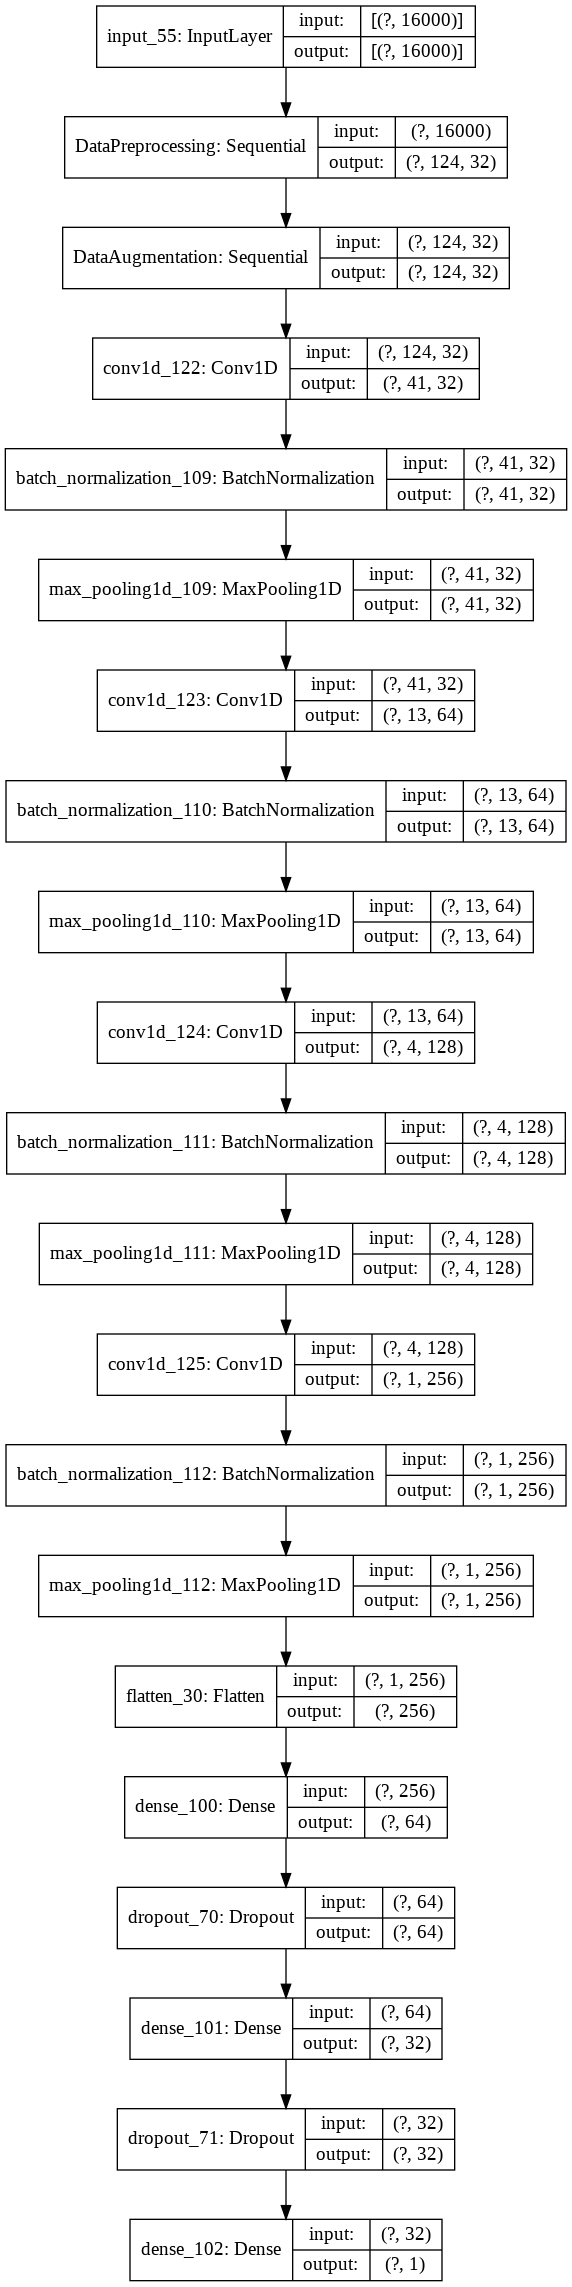 input_55: InputLayer
input: [(?, 16000)]
output: [(?, 16000)]
DataPreprocessing: Sequential
input: (?, 16000)
output: (?, 124, 32)
DataAugmentation: Sequential
input: (?, 124, 32)
output: (?, 124, 32)
conv1d_122: Conv1D
input: (?, 124, 32)
output: (?, 41, 32)
batch_normalization_109: BatchNormalization
input: (?, 41, 32)
output: (?, 41, 32)
max_pooling1d_109: MaxPooling1D
input: (?, 41, 32)
output: (?, 41, 32)
conv1d_123: Conv1D
input: (?, 41, 32)
output: (?, 13, 64)
batch_normalization_110: BatchNormalization
input: (?, 13, 64)
output: (?, 13, 64)
max_pooling1d_110: MaxPooling1D
input: (?, 13, 64)
output: (?, 13, 64)
conv1d_124: Conv1D
input: (?, 13, 64)
output: (?, 4, 128)
batch_normalization_111: BatchNormalization
input: (?, 4, 128)
output: (?, 4, 128)
max_pooling1d_111: MaxPooling1D
input: (?, 4, 128)
output: (?, 4, 128)
conv1d_125: Conv1D
input: (?, 4, 128)
output: (?, 1, 256)
batch_normalization_112: BatchNormalization
input: (?, 1, 256)
output: (?, 1, 256)
max_pooling1d_112: MaxPooling1D
input: (?, 1, 256)
output: (?, 1, 256)
flatten_30: Flatten
input: (?, 1, 256)
output: (?, 256)
dense_100: Dense
input: (?, 256)
output: (?, 64)
dropout_70: Dropout
input: (?, 64)
output: (?, 64)
dense_101: Dense
input: (?, 64)
output: (?, 32)
dropout_71: Dropout
input: (?, 32)
output: (?, 32)
dense_102: Dense
input: (?, 32)
output: (?, 1)